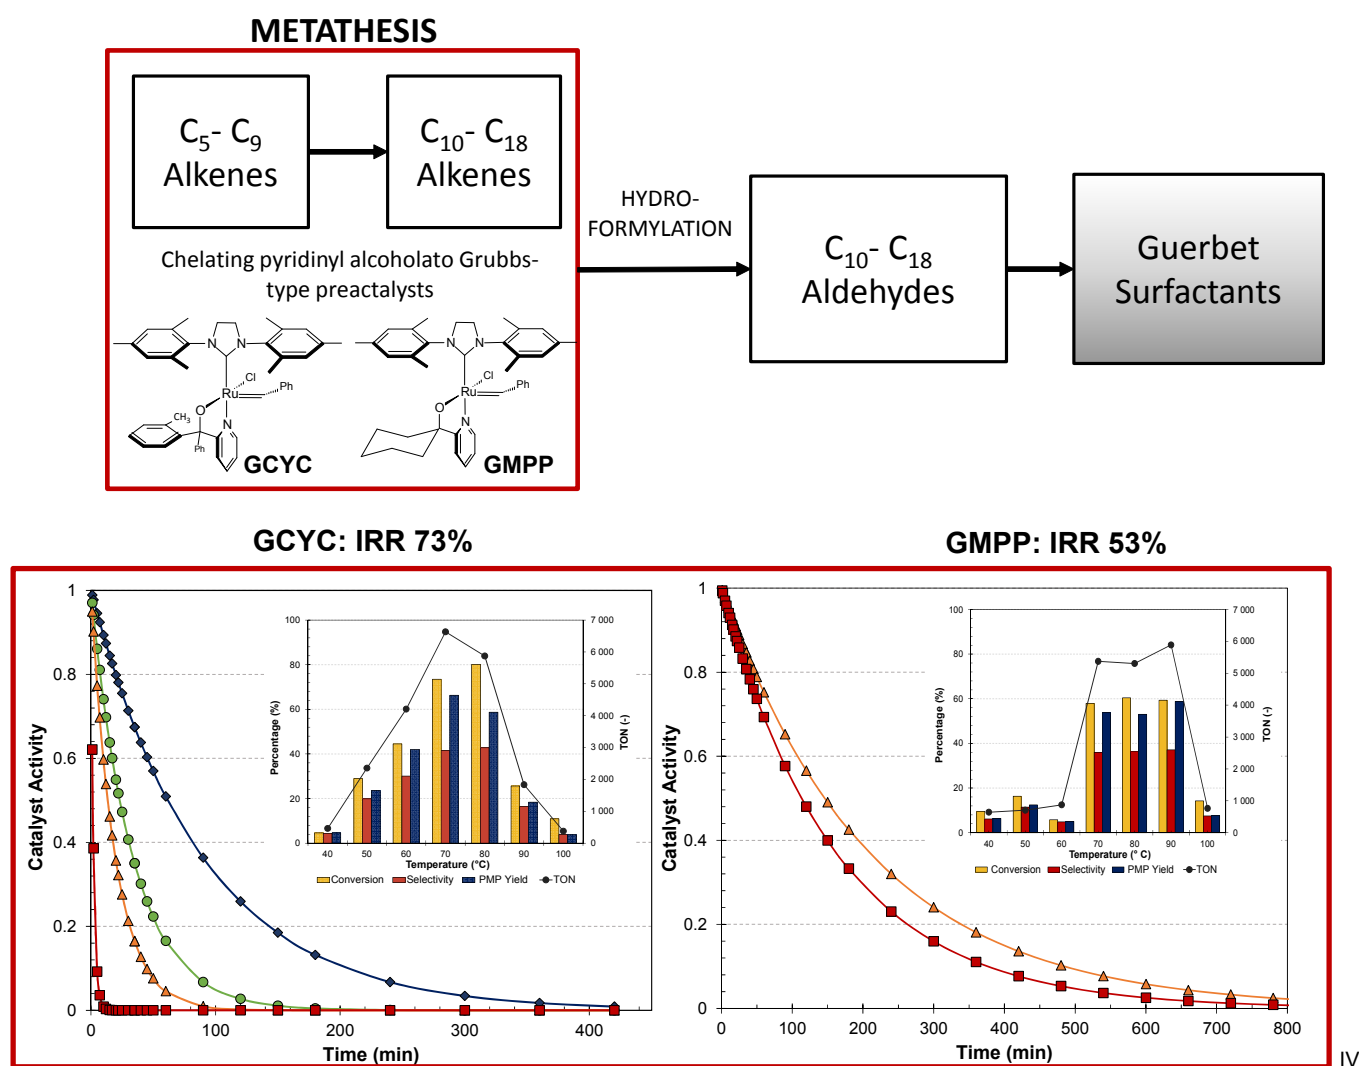 METATHESIS
C5- C9
Alkenes
C10- C18
Alkenes
Chelating pyridinyl alcoholato Grubbs-
type preactalysts
N N
Cl
Ru
Ph
O
N
CH3
Ph
GCYC
N N
Cl
Ru
Ph
O
N
GMPP
HYDRO-
FORMYLATION
C10- C18
Aldehydes
Guerbet
Surfactants
GCYC: IRR 73%
GMPP: IRR 53%
Catalyst Activity
1
0.8
0.6
0.4
0.2
0
0 100 200 300 400
Time (min)
Percentage (%)
100
80
60
40
20
0
TON (-)
7 000
6 000
5 000
4 000
3 000
2 000
1 000
0
40 50 60 70 80 90 100
Temperature (° C)
Conversion Selectivity PMP Yield TON
Catalyst Activity
1
0.8
0.6
0.4
0.2
0
0 100 200 300 400 500 600 700 800
Time (min)
Percentage (%)
100
80
60
40
20
0
TON (-)
7 000
6 000
5 000
4 000
3 000
2 000
1 000
0
40 50 60 70 80 90 100
Temperature (° C)
Conversion Selectivity PMP Yield TON
IV